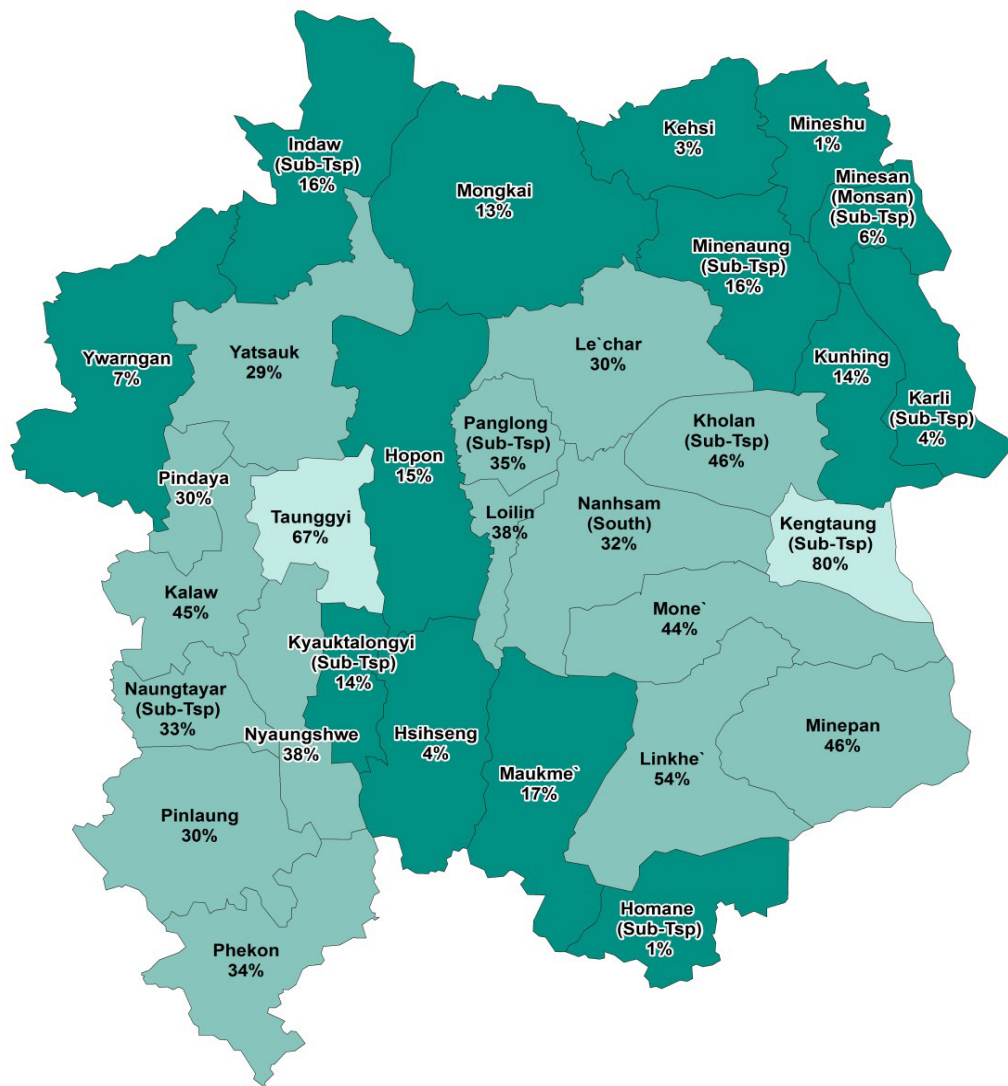 Indaw
(Sub-Tsp)
16%
Kehsi
3%
Mineshu
1%
Mongkai
13%
Minesan
(Monsan)
(Sub-Tsp)
6%
Minenaung
(Sub-Tsp)
16%
Ywarngan
7%
Yatsauk
29%
Le`char
30%
Kunhing
14%
Karli
(Sub-Tsp)
4%
Panglong
(Sub-Tsp)
35%
Kholan
(Sub-Tsp)
46%
Hopon
15%
Pindaya
30%
Taunggyi
67%
Loilin
38%
Nanhsam
(South)
32%
Kengtaung
(Sub-Tsp)
80%
Kalaw
45%
Mone`
44%
Kyauktalongyi
(Sub-Tsp)
14%
Naungtayar
(Sub-Tsp)
33%
Nyaungshwe
38%
Hsihseng
4%
Minepan
46%
Linkhe`
54%
Maukme`
17%
Pinlaung
30%
Homane
(Sub-Tsp)
1%
Phekon
34%